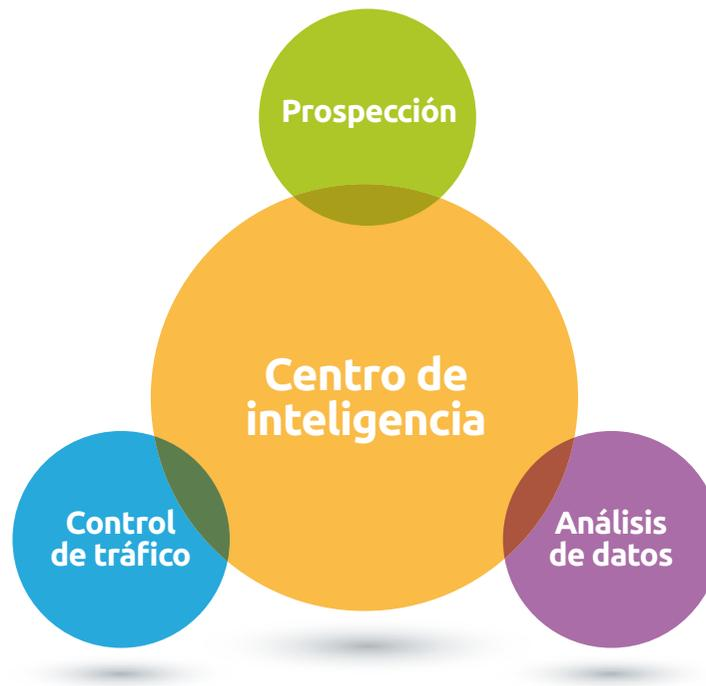 Prospección
Centro de
inteligencia
Control
de tráfico
Análisis
de datos